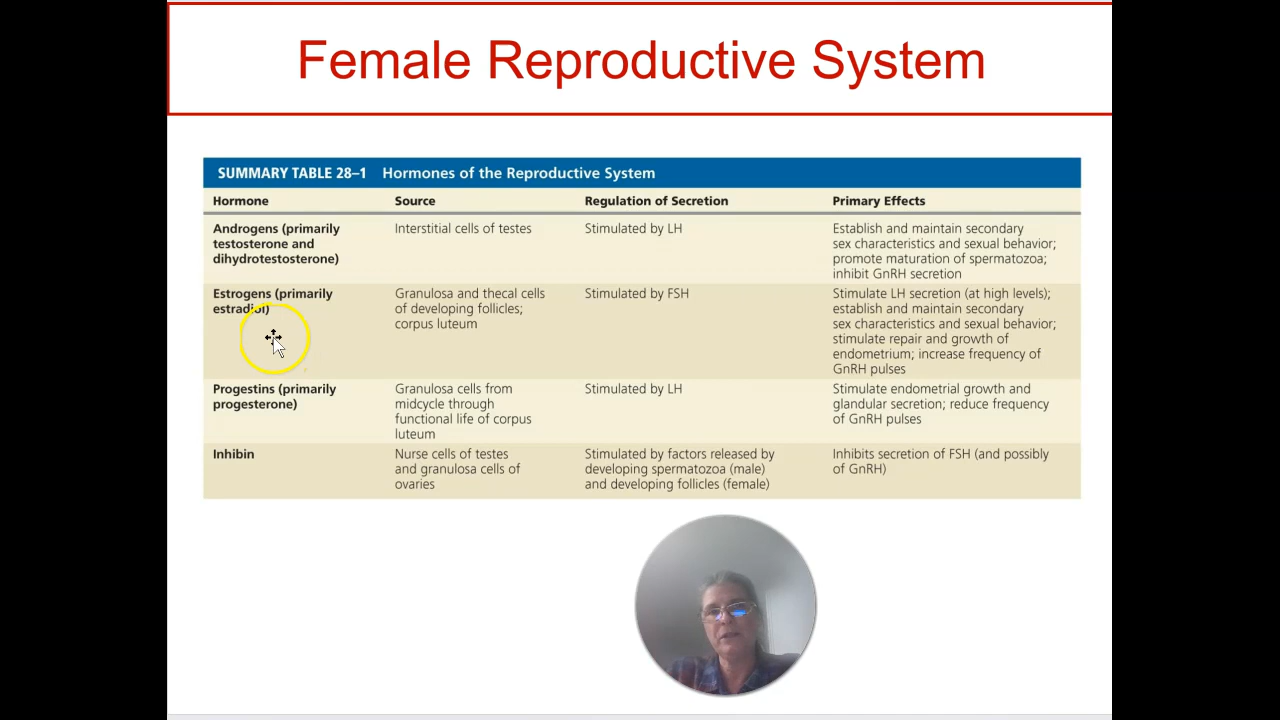 Female Reproductive System
SUMMARY TABLE 28–1 Hormones of the Reproductive System
Hormone Source Regulation of Secretion Primary Effects
Androgens (primarily
testosterone and
dihydrotestosterone)
Interstitial cells of testes
Stimulated by LH
Establish and maintain secondary
sex characteristics and sexual behavior;
promote maturation of spermatozoa;
inhibit GnRH secretion
Estrogens (primarily
estradiol)
Granulosa and thecal cells
of developing follicles;
corpus luteum
Stimulated by FSH
Stimulate LH secretion (at high levels);
establish and maintain secondary
sex characteristics and sexual behavior;
stimulate repair and growth of
endometrium; increase frequency of
GnRH pulses
Progestins (primarily
progesterone)
Granulosa cells from
midcycle through
functional life of corpus
luteum
Stimulated by LH
Stimulate endometrial growth and
glandular secretion; reduce frequency
of GnRH pulses
Inhibin
Nurse cells of testes
and granulosa cells of
ovaries
Stimulated by factors released by
developing spermatozoa (male)
and developing follicles (female)
Inhibits secretion of FSH (and possibly
of GnRH)